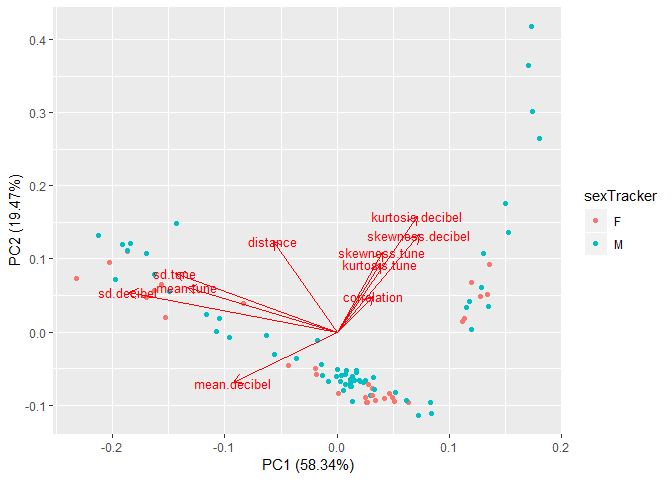 0.4
0.3
0.2
0.1
0.0
-0.1
PC2 (19.47%)
kurtosis.decibel
skewness.decibel
distance
skewness.tune
kurtosis.tune
sd.tune
mean.tune
sd.decibel
correlation
mean.decibel
-0.2
-0.1
0.0
0.1
0.2
PC1 (58.34%)
sexTracker
F
M